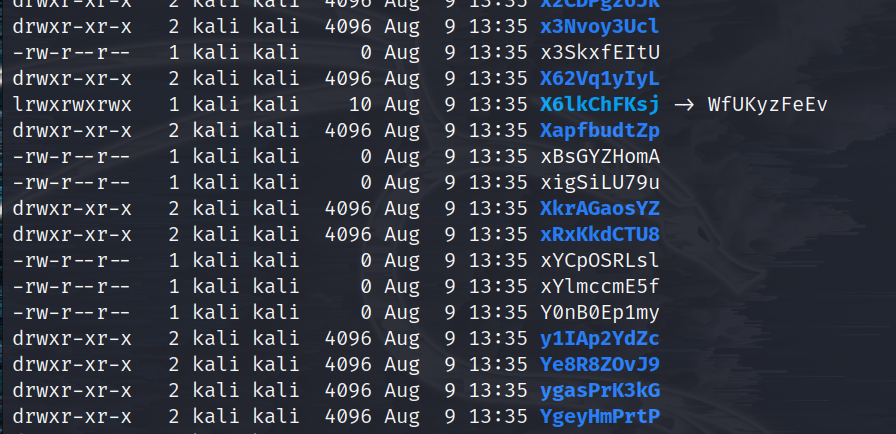 drwxr-xr-x 2 kali kali 4096 Aug 9 13:35
drwxr-xr-x 2 kali kali 4096 Aug 9 13:35 x3Nvoy3Ucl
-rw-r--r-- 1 kali kali 0 Aug 9 13:35 x3SkxfEItU
drwxr-xr-x 2 kali kali 4096 Aug 9 13:35 X62Vq1yIyL
lrwxrwxrwx 1 kali kali 10 Aug 9 13:35 X6lkChFKsj → WfUKyzFeEv
drwxr-xr-x 2 kali kali 4096 Aug 9 13:35 XapfbudtZp
-rw-r--r-- 1 kali kali 0 Aug 9 13:35 xBsGYZHomA
-rw-r--r-- 1 kali kali 0 Aug 9 13:35 xigSiLU79u
drwxr-xr-x 2 kali kali 4096 Aug 9 13:35 XkrAGaosYZ
drwxr-xr-x 2 kali kali 4096 Aug 9 13:35 xRxKkdCTU8
-rw-r--r-- 1 kali kali 0 Aug 9 13:35 xYCpOSRLsl
-rw-r--r-- 1 kali kali 0 Aug 9 13:35 xYlmccmE5f
-rw-r--r-- 1 kali kali 0 Aug 9 13:35 Y0nB0Ep1my
drwxr-xr-x 2 kali kali 4096 Aug 9 13:35 y1IAp2YdZc
drwxr-xr-x 2 kali kali 4096 Aug 9 13:35 Ye8R8ZOvJ9
drwxr-xr-x 2 kali kali 4096 Aug 9 13:35 ygasPrK3kG
drwxr-xr-x 2 kali kali 4096 Aug 9 13:35 YgeyHmPrtP